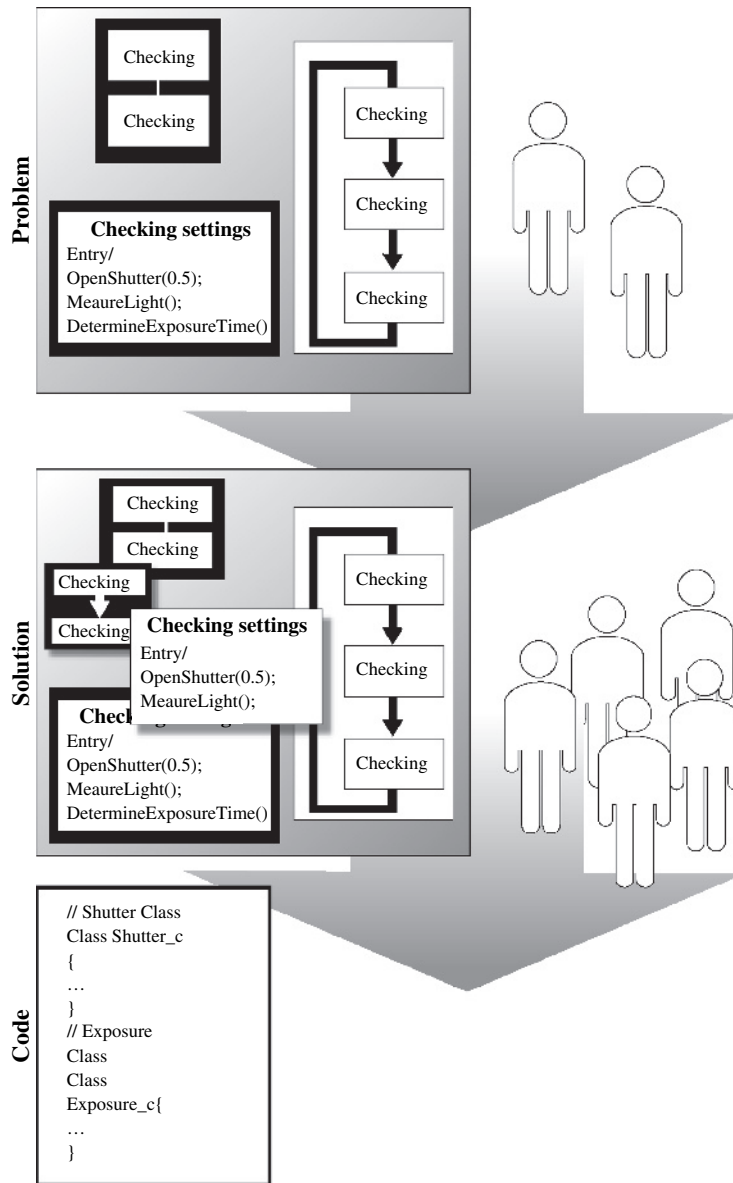 Problem
Checking
Checking
Checking settings
Entry/
OpenShutter(0.5);
MeaureLight();
DetermineExposureTime()
Checking
Checking
Checking
Solution
Checking
Checking
Checking
Checking
Checking settings
Entry/
OpenShutter(0.5);
MeaureLight();
Chec
g
Entry/
OpenShutter(0.5);
MeaureLight();
DetermineExposureTime()
Checking
Checking
Checking
Code
// Shutter Class
Class Shutter_c
{
…
}
// Exposure
Class
Class
Exposure_c{
…
}